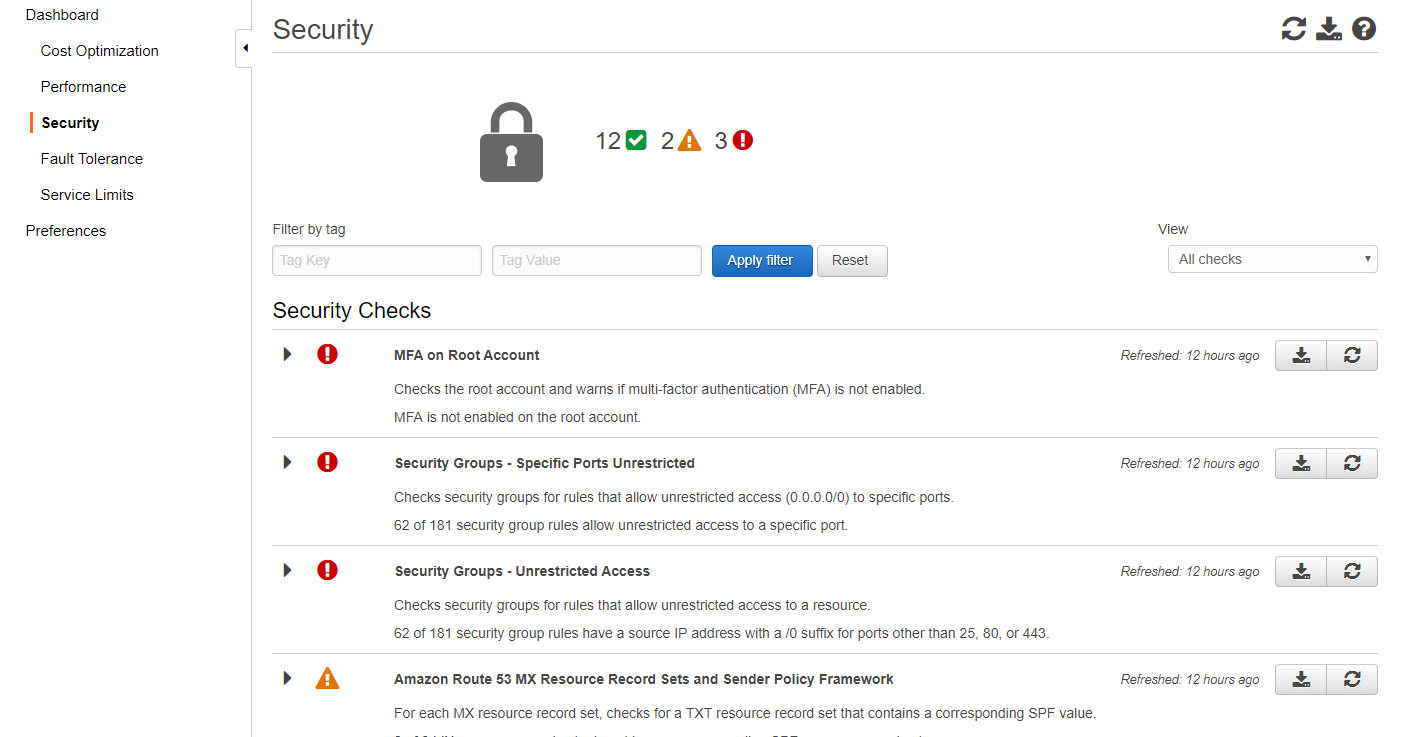 Dashboard
Cost Optimization
Performance
Security
Fault Tolerance
Service Limits
Preferences
Security
12 2 3
Filter by tag
View
Tag Key Tag Value Apply filter Reset All checks
Security Checks
MFA on Root Account Refreshed: 12 hours ago
Checks the root account and warns if multi-factor authentication (MFA) is not enabled.
MFA is not enabled on the root account.
Security Groups - Specific Ports Unrestricted Refreshed: 12 hours ago
Checks security groups for rules that allow unrestricted access (0.0.0.0/0) to specific ports.
62 of 181 security group rules allow unrestricted access to a specific port.
Security Groups - Unrestricted Access Refreshed: 12 hours ago
Checks security groups for rules that allow unrestricted access to a resource.
62 of 181 security group rules have a source IP address with a /0 suffix for ports other than 25, 80, or 443.
Amazon Route 53 MX Resource Record Sets and Sender Policy Framework Refreshed: 12 hours ago
For each MX resource record set, checks for a TXT resource record set that contains a corresponding SPF value.